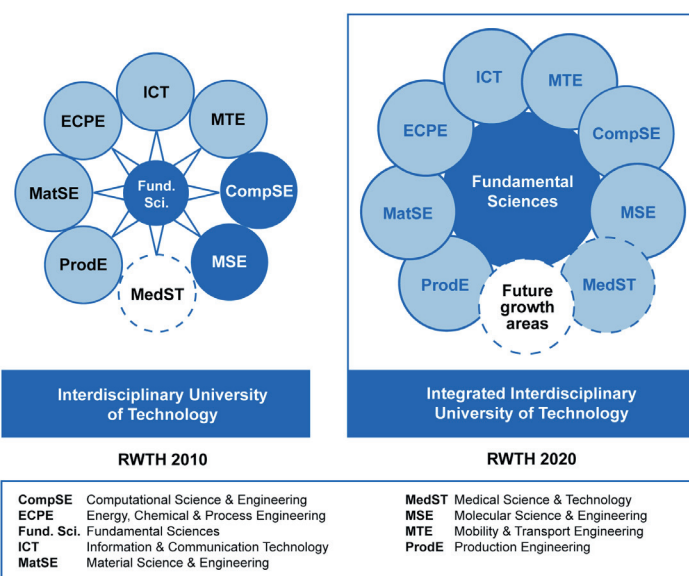 ICT
ECPE
MTE
Fund.
Sci.
MatSE
CompSE
ProdE
MSE
MedST
Interdisciplinary University
of Technology
RWTH 2010
ICT
MTE
ECPE
CompSE
Fundamental
Sciences
MatSE
MSE
ProdE
Future
growth
areas
MedST
Integrated Interdisciplinary
University of Technology
RWTH 2020
CompSE Computational Science & Engineering
ECPE Energy, Chemical & Process Engineering
Fund. Sci. Fundamental Sciences
ICT Information & Communication Technology
MatSE Material Science & Engineering
MedST Medical Science & Technology
MSE Molecular Science & Engineering
MTE Mobility & Transport Engineering
ProdE Production Engineering